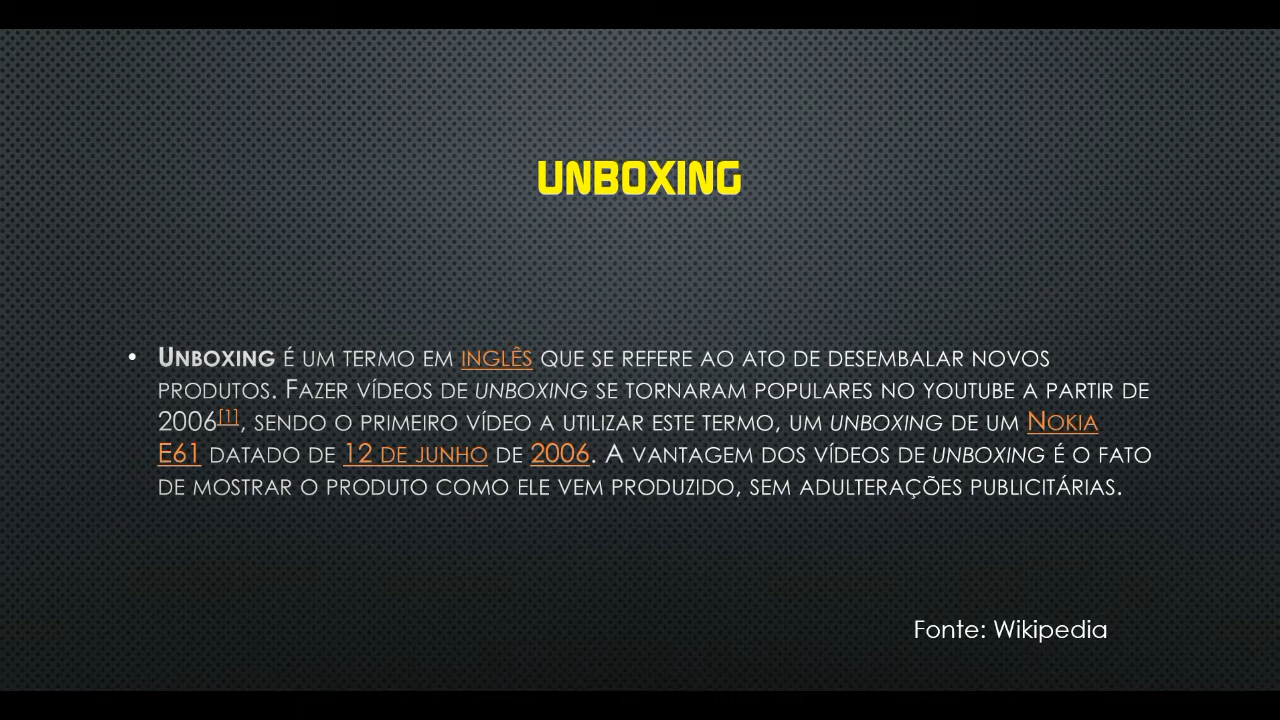 UNBOXING
• Unboxing é um termo em inglês que se refere ao ato de desembalar novos
produtos. Fazer vídeos de unboxing se tornaram populares no youtube a partir de
2006[1], sendo o primeiro vídeo a utilizar este termo, um unboxing de um Nokia
E61 datado de 12 de junho de 2006. A vantagem dos vídeos de unboxing é o fato
de mostrar o produto como ele vem produzido, sem adulterações publicitárias.
Fonte: Wikipedia